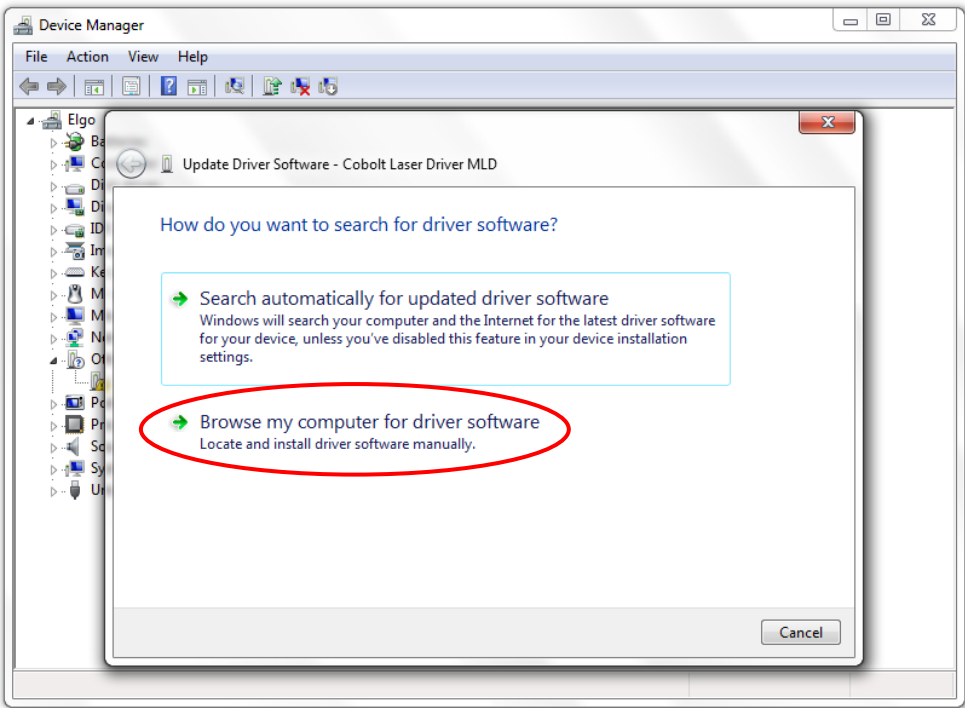 Device Manager
File Action View Help
Elgo
Update Driver Software - Cobolt Laser Driver MLD
How do you want to search for driver software?
Search automatically for updated driver software
Windows will search your computer and the Internet for the latest driver software
for your device, unless you've disabled this feature in your device installation
settings.
Browse my computer for driver software
Locate and install driver software manually.
Cancel